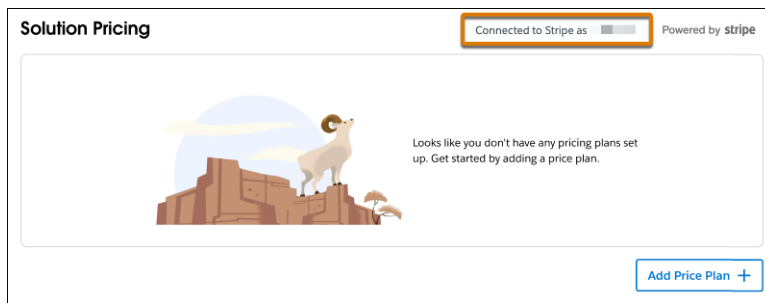 Solution Pricing
Connected to Stripe as
Powered by stripe
Looks like you don't have any pricing plans set
up. Get started by adding a price plan.
Add Price Plan +